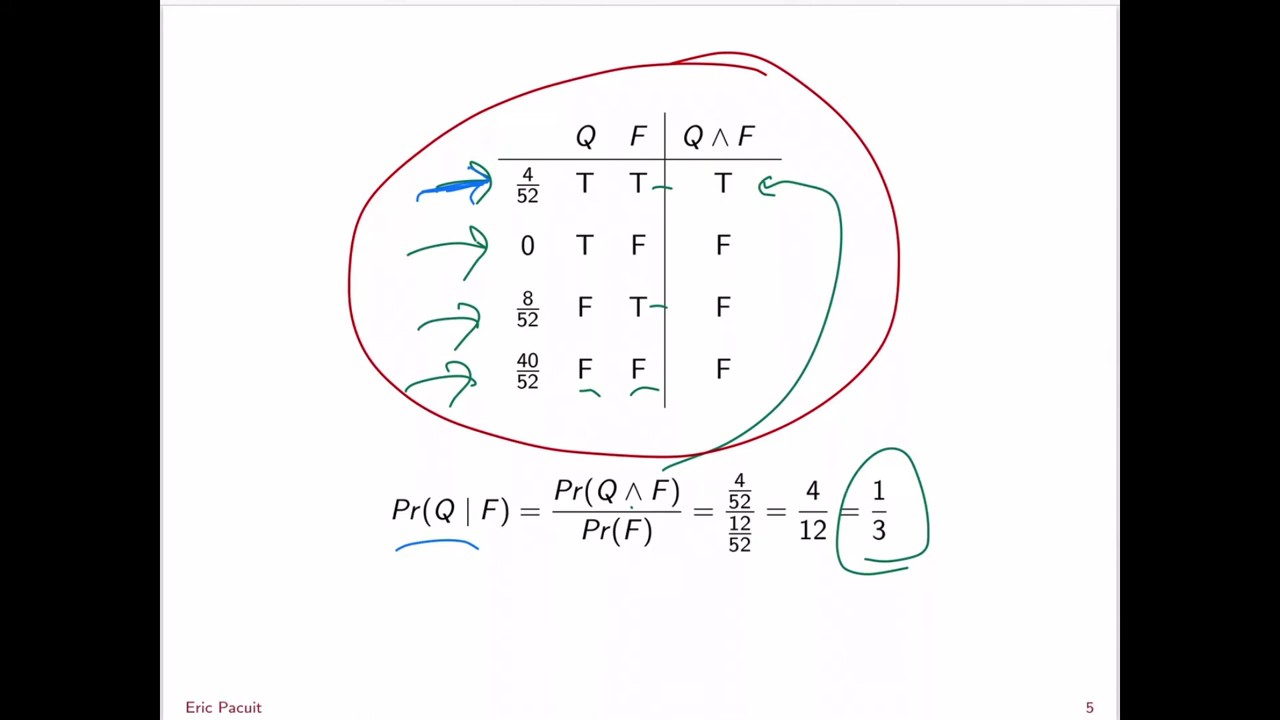 Q F Q ∧ F
4/52 T T T
0 T F F
8/52 F T F
40/52 F F F
Pr(Q | F) = Pr(Q ∧ F)/Pr(F) = (4/52)/(12/52) = 4/12 = 1/3
Eric Pacuit 5